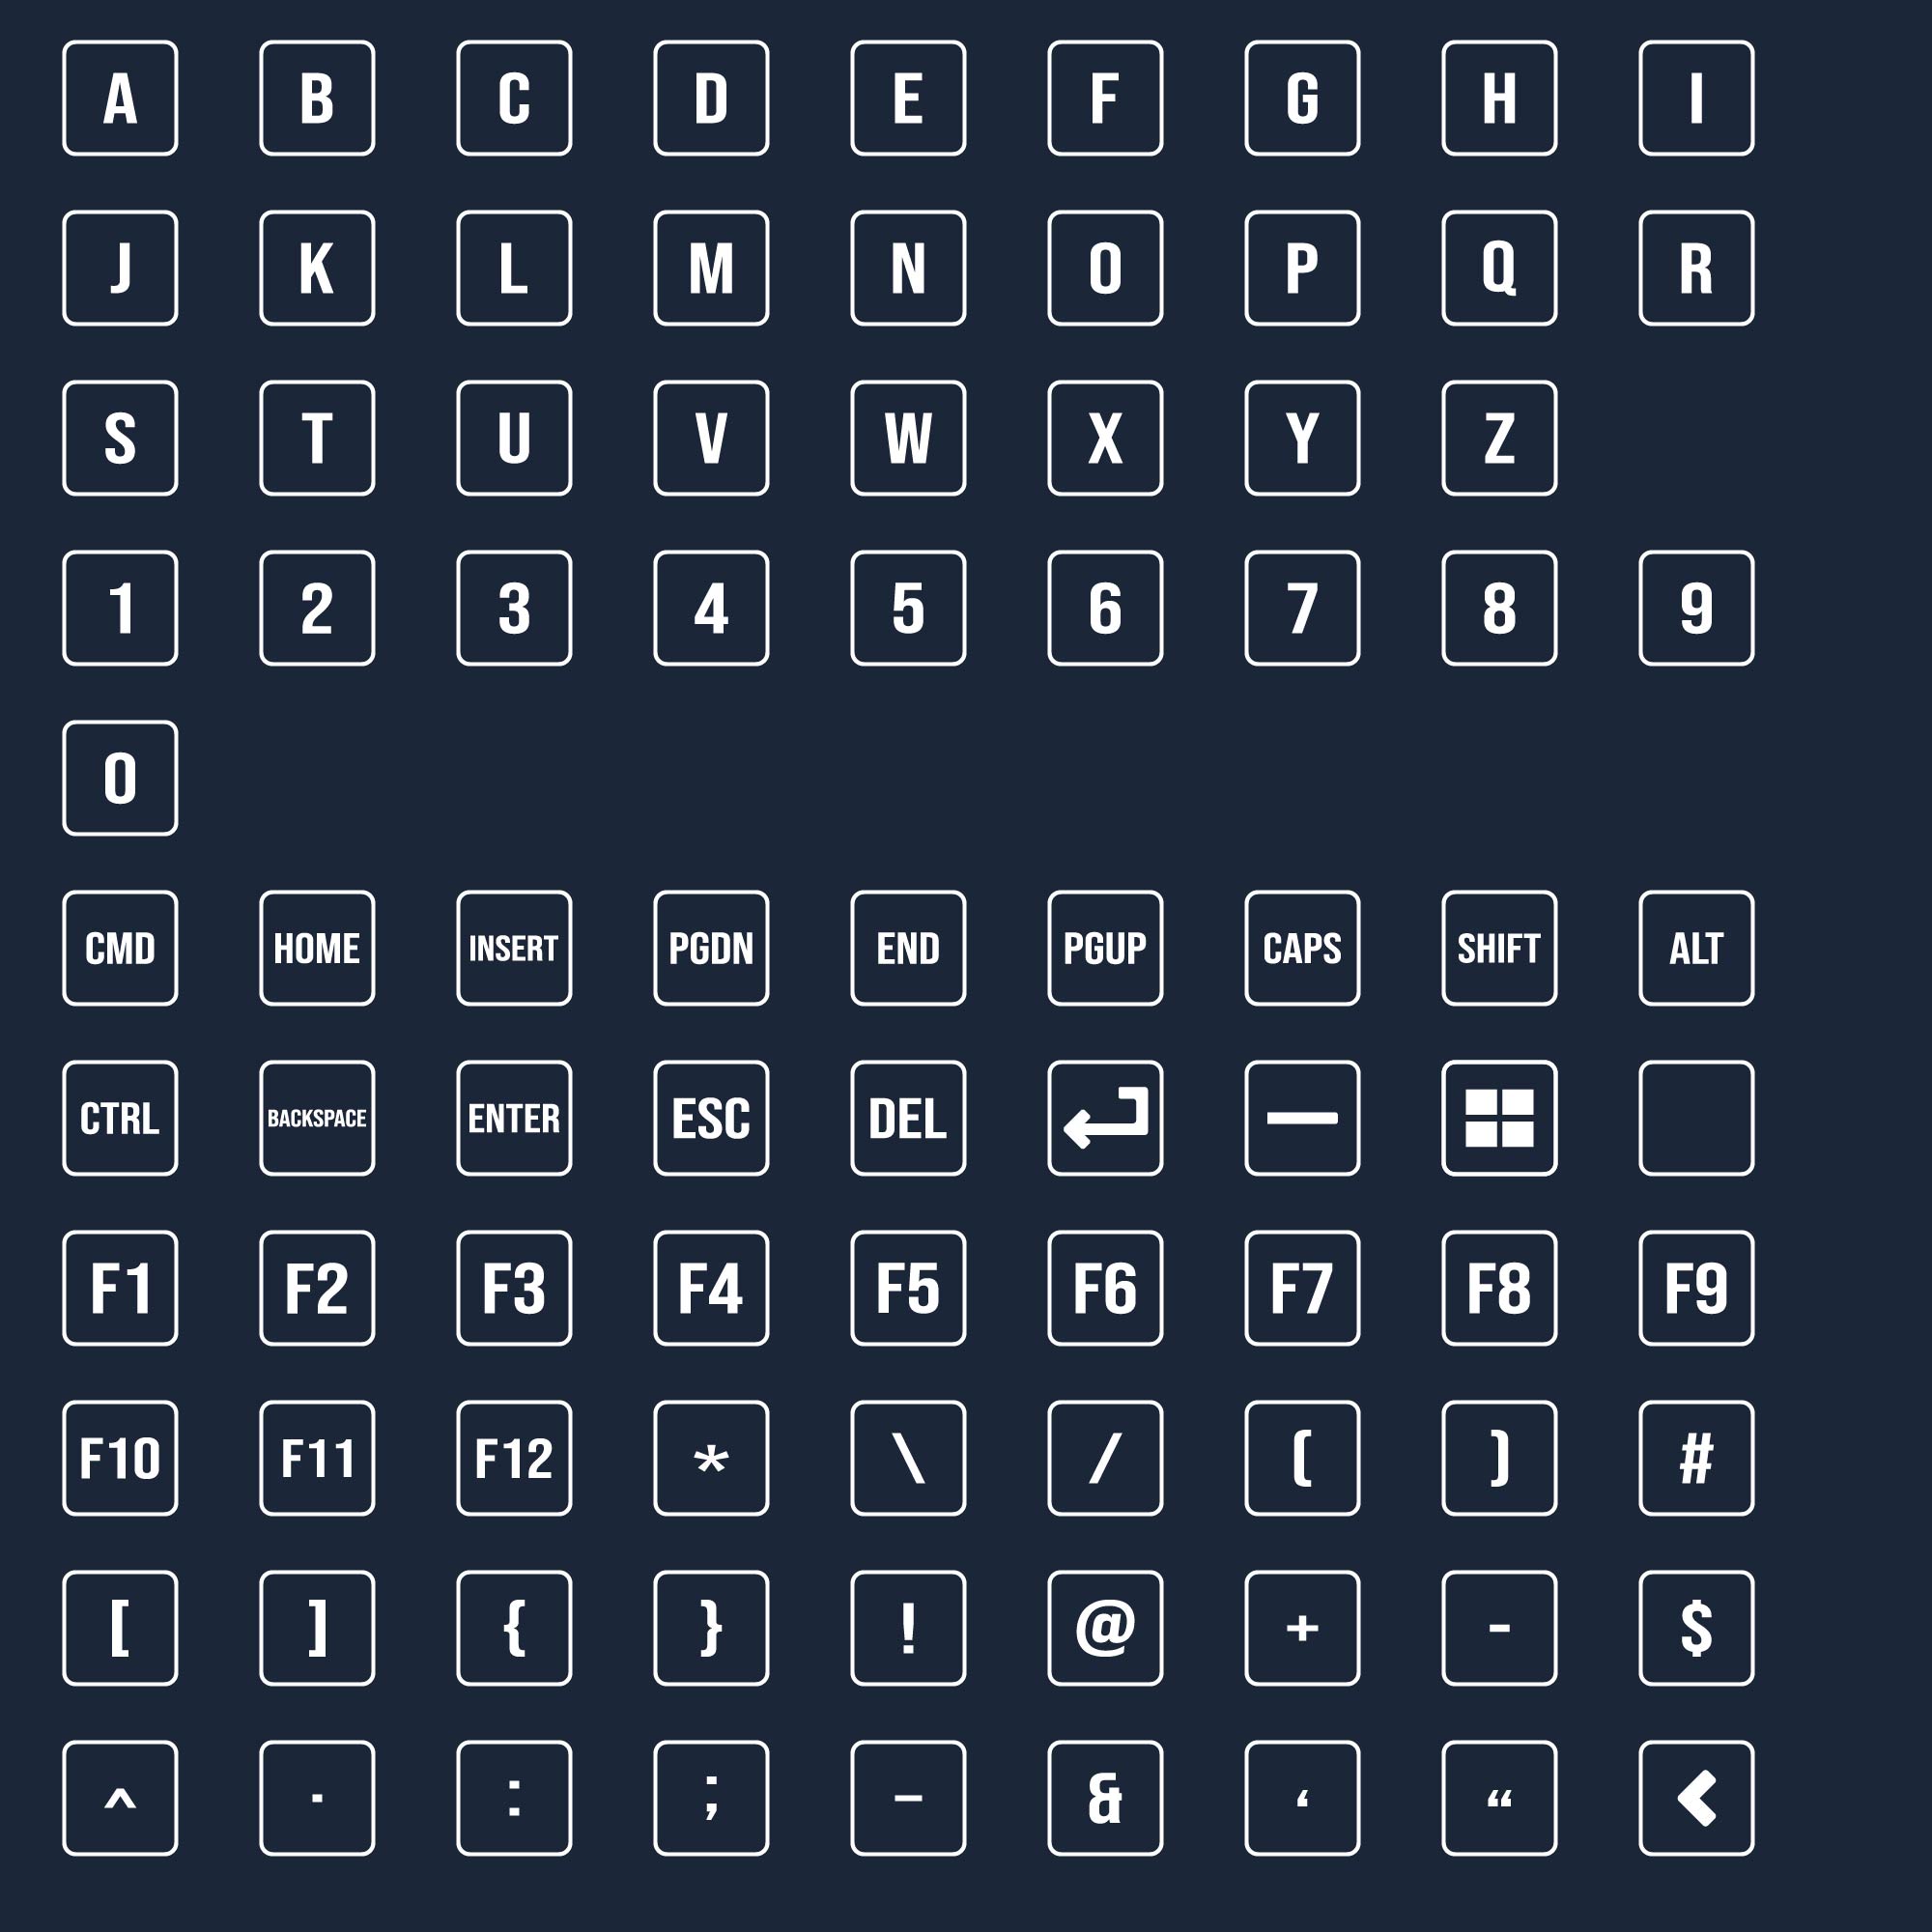 A B C D E F G H I
J K L M N O P Q R
S T U V W X Y Z
1 2 3 4 5 6 7 8 9
0
CMD HOME INSERT PGDN END PGUP CAPS SHIFT ALT
CTRL BACKSPACE ENTER ESC DEL
F1 F2 F3 F4 F5 F6 F7 F8 F9
F10 F11 F12 * \ / ( ) #
[ ] { } ! @ + - $
^ · : ; – & ‘ “